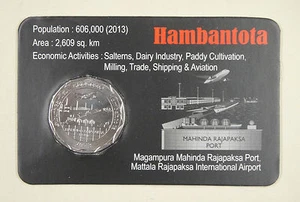 Hambantota
Population : 606,000 (2013)
Area : 2,609 sq. km
Economic Activities : Salterns, Dairy Industry, Paddy Cultivation,
Milling, Trade, Shipping & Aviation
MAHINDA RAJAPAKSA
PORT
Magampura Mahinda Rajapaksa Port.
Mattala Rajapaksa International Airport